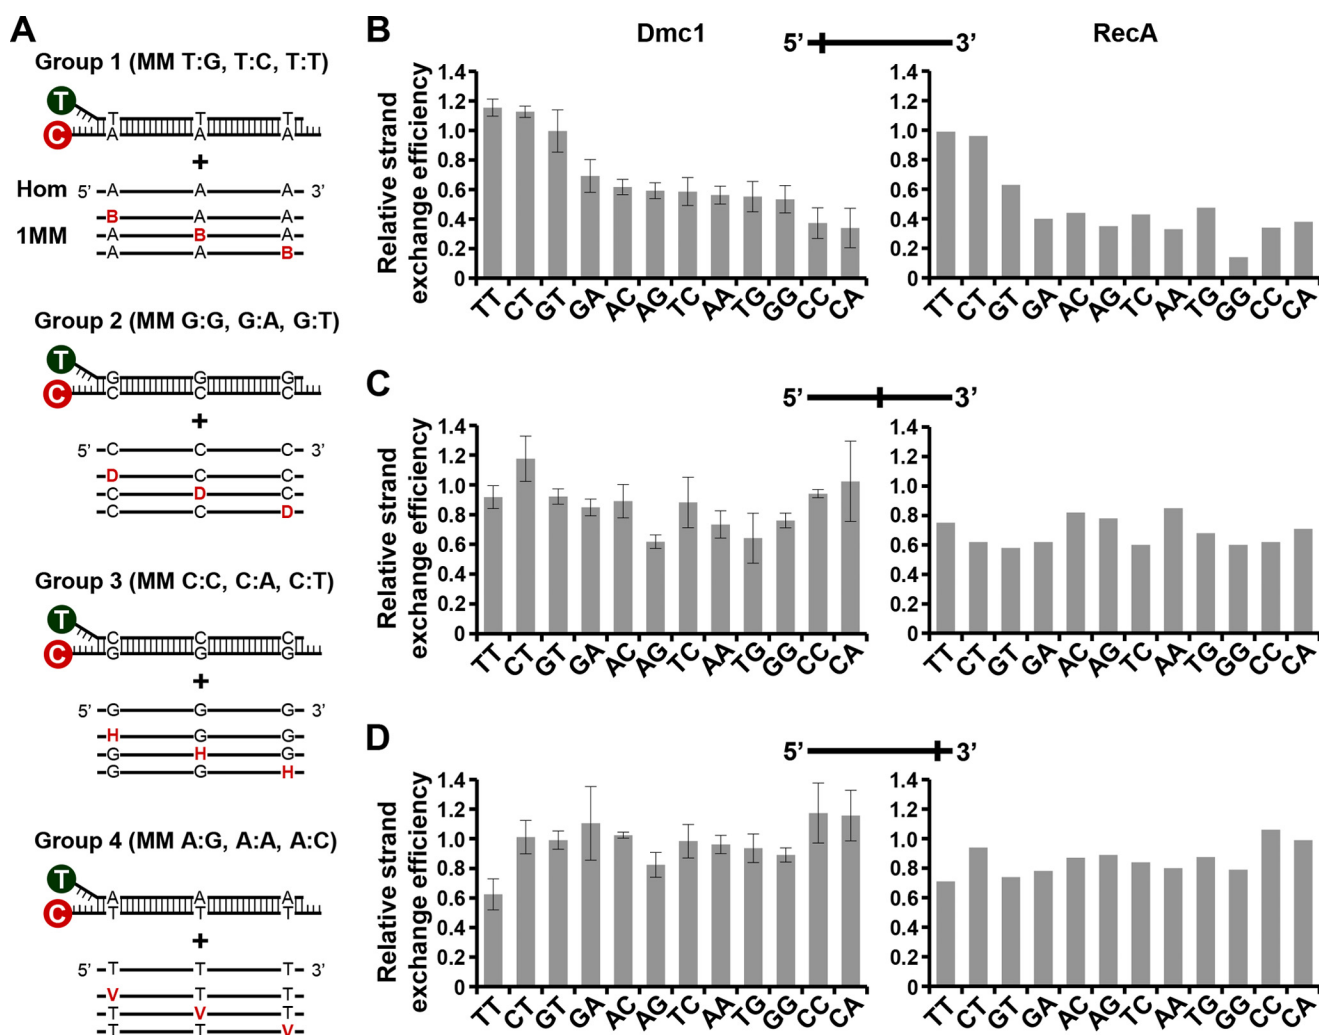 A
Group 1 (MM T:G, T:C, T:T)
T
T T T
C
A A A
+
Hom 5' A A A 3'
B A A
1MM A B A
A A B
Group 2 (MM G:G, G:A, G:T)
T
G G G
C
C C C
+
5' C C C 3'
D C C
C D C
C C D
Group 3 (MM C:C, C:A, C:T)
T
C C C
C
G G G
+
5' G G G 3'
H G G
G H G
G G H
Group 4 (MM A:G, A:A, A:C)
T
A A A
C
T T T
+
5' T T T 3'
V T T
T V T
T T V
B
Dmc1
5' 3'
RecA
Relative strand
exchange efficiency
1.4
1.2
1.0
0.8
0.6
0.4
0.2
0
TT CT GT GA AC AG TC AA TG GG CC CA
1.4
1.2
1.0
0.8
0.6
0.4
0.2
0
TT CT GT GA AC AG TC AA TG GG CC CA
C
5' 3'
Relative strand
exchange efficiency
1.4
1.2
1.0
0.8
0.6
0.4
0.2
0
TT CT GT GA AC AG TC AA TG GG CC CA
1.4
1.2
1.0
0.8
0.6
0.4
0.2
0
TT CT GT GA AC AG TC AA TG GG CC CA
D
5' 3'
Relative strand
exchange efficiency
1.4
1.2
1.0
0.8
0.6
0.4
0.2
0
TT CT GT GA AC AG TC AA TG GG CC CA
1.4
1.2
1.0
0.8
0.6
0.4
0.2
0
TT CT GT GA AC AG TC AA TG GG CC CA